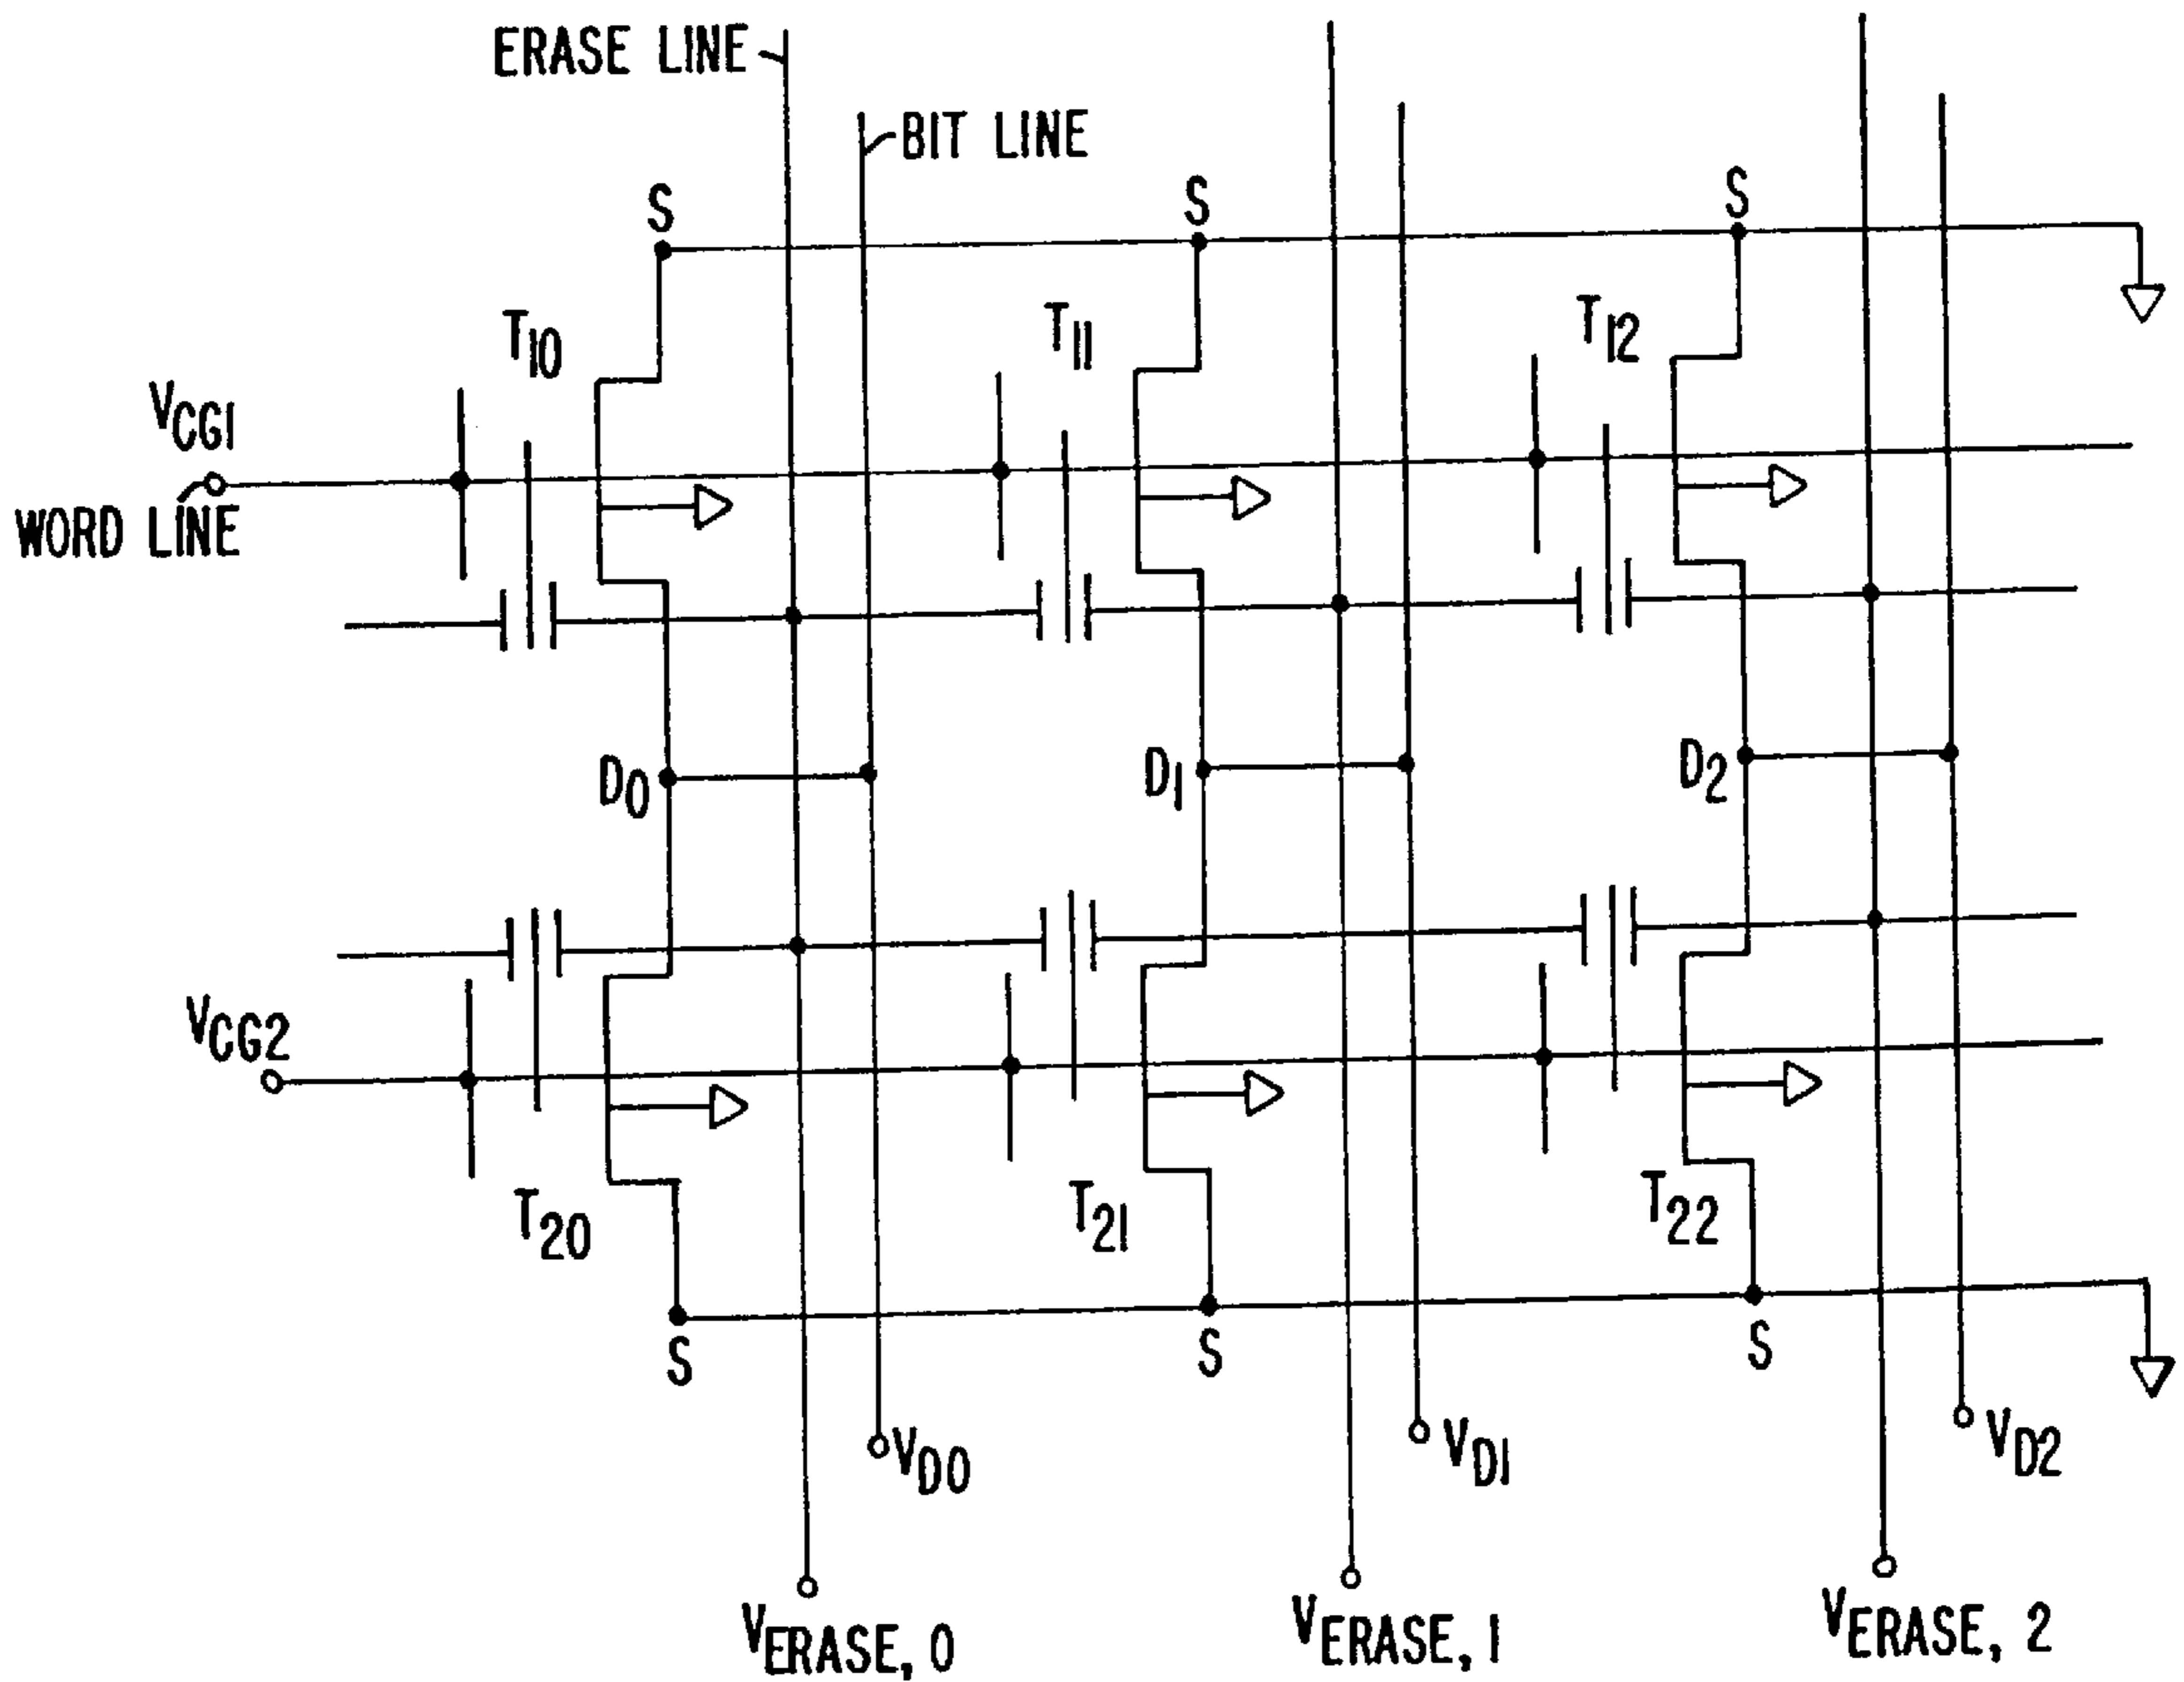 ERASE LINE
BIT LINE
S S S
T10 T11 T12
VCG1
WORD LINE
D0 D1 D2
VCG2
T20 T21 T22
S S S
VD0 VD1 VD2
VERASE, 0 VERASE, 1 VERASE, 2